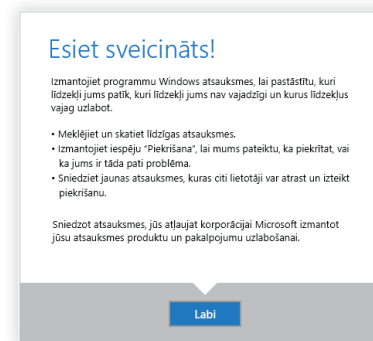 Esiet sveicināts!
Izmantojiet programmu Windows atsauksmes, lai pastāstītu, kuri
līdzekļi jums patīk, kuri līdzekļi jums nav vajadzīgi un kurus līdzekļus
vajag uzlabot.
• Meklējiet un skatiet līdzīgas atsauksmes.
• Izmantojiet iespēju "Piekrišana", lai mums pateiktu, ka piekrītat, vai
ka jums ir tāda pati problēma.
• Sniedziet jaunas atsauksmes, kuras citi lietotāji var atrast un izteikt
piekrišanu.
Sniedzot atsauksmes, jūs atļaujat korporācijai Microsoft izmantot
jūsu atsauksmes produktu un pakalpojumu uzlabošanai.
Labi